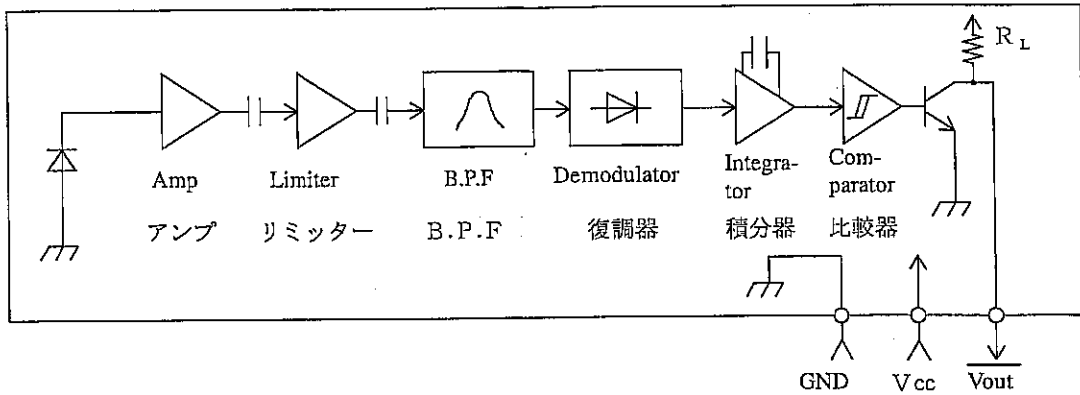 R L
Amp
Limiter
B.P.F
Demodulator
Integra-
tor
Com-
parator
アンプ
リミッター
B.P.F
復調器
積分器
比較器
GND
Vcc
Vout